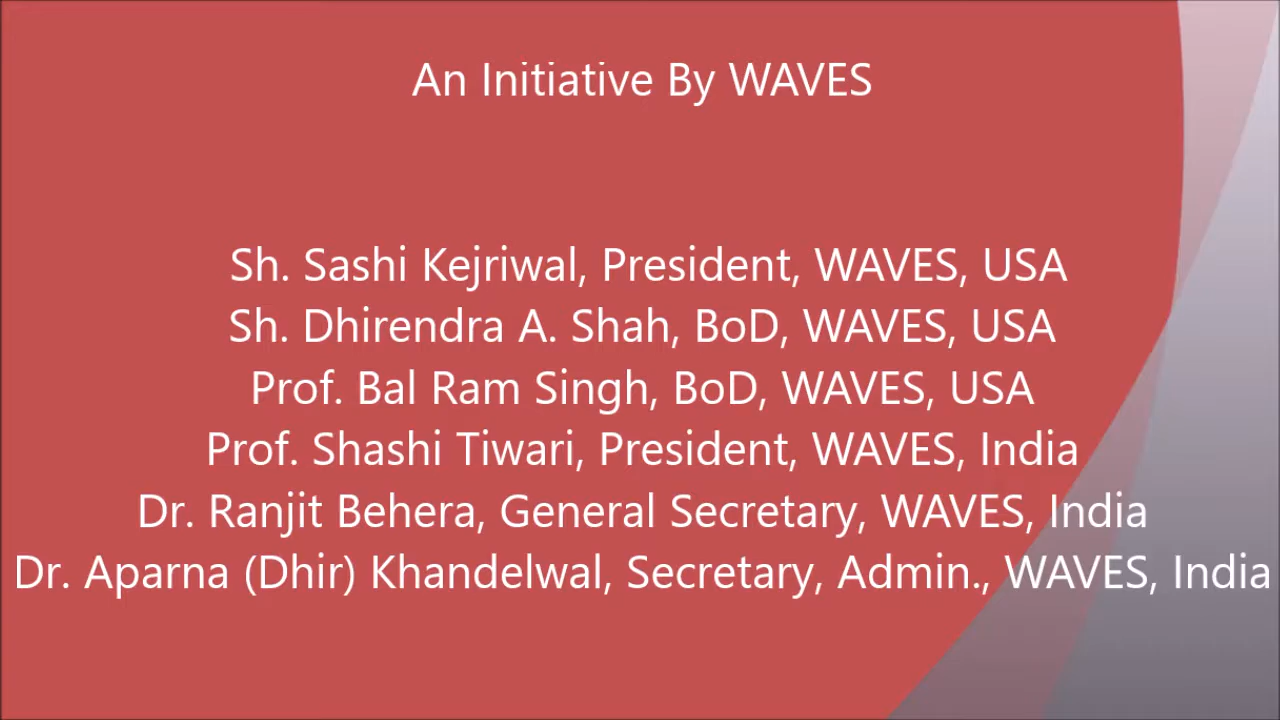 An Initiative By WAVES
Sh. Sashi Kejriwal, President, WAVES, USA
Sh. Dhirendra A. Shah, BoD, WAVES, USA
Prof. Bal Ram Singh, BoD, WAVES, USA
Prof. Shashi Tiwari, President, WAVES, India
Dr. Ranjit Behera, General Secretary, WAVES, India
Dr. Aparna (Dhir) Khandelwal, Secretary, Admin., WAVES, India